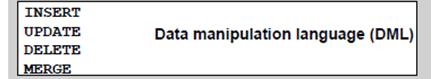 INSERT
UPDATE
DELETE
MERGE
Data manipulation language (DML)